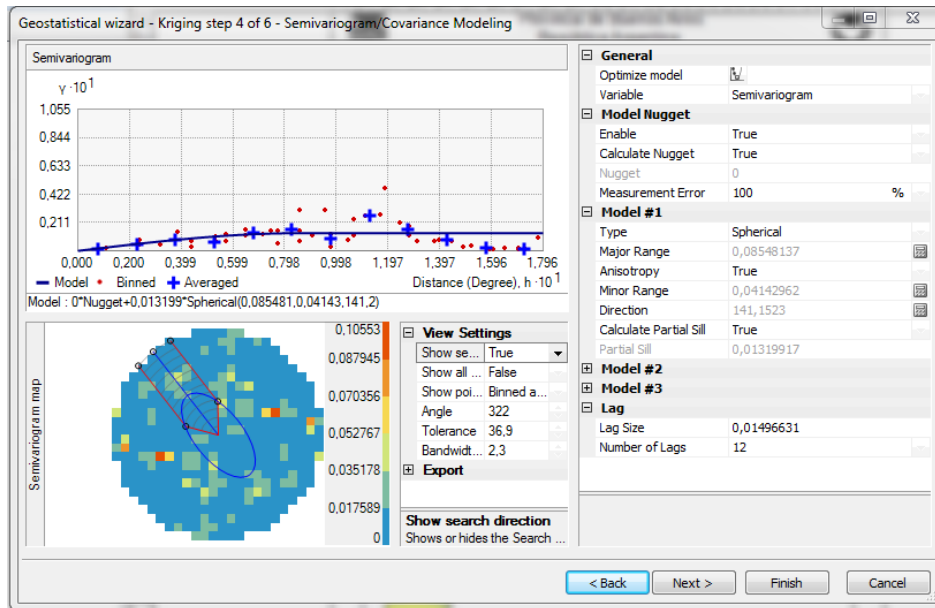 Geostatistical wizard - Kriging step 4 of 6 - Semivariogram/Covariance Modeling
Semivariogram
γ ·10¹
1,055
0,844
0,633
0,422
0,211
0,000 0,200 0,399 0,599 0,798 0,998 1,197 1,397 1,596 1,796
Model Binned Averaged
Distance (Degree), h ·10¹
Model : 0*Nugget+0,013199*Spherical(0,085481,0,04143,141,2)
Semivariogram map
0,10553
0,087945
0,070356
0,052767
0,035178
0,017589
0
View Settings
Show se... True
Show all ... False
Show poi... Binned a...
Angle 322
Tolerance 36,9
Bandwidt... 2,3
Export
Show search direction
Shows or hides the Search ...
General
Optimize model
Variable Semivariogram
Model Nugget
Enable True
Calculate Nugget True
Nugget 0
Measurement Error 100 %
Model #1
Type Spherical
Major Range 0,08548137
Anisotropy True
Minor Range 0,04142962
Direction 141,1523
Calculate Partial Sill True
Partial Sill 0,01319917
Model #2
Model #3
Lag
Lag Size 0,01496631
Number of Lags 12
< Back Next > Finish Cancel